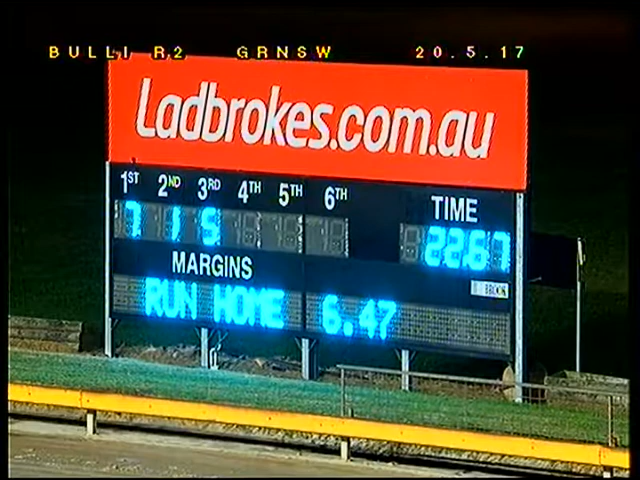 BULLI R2 GRNSW 20.5.17
Ladbrokes.com.au
1ST 2ND 3RD 4TH 5TH 6TH TIME
7 1 5 22.67
MARGINS
RUN HOME 6.47